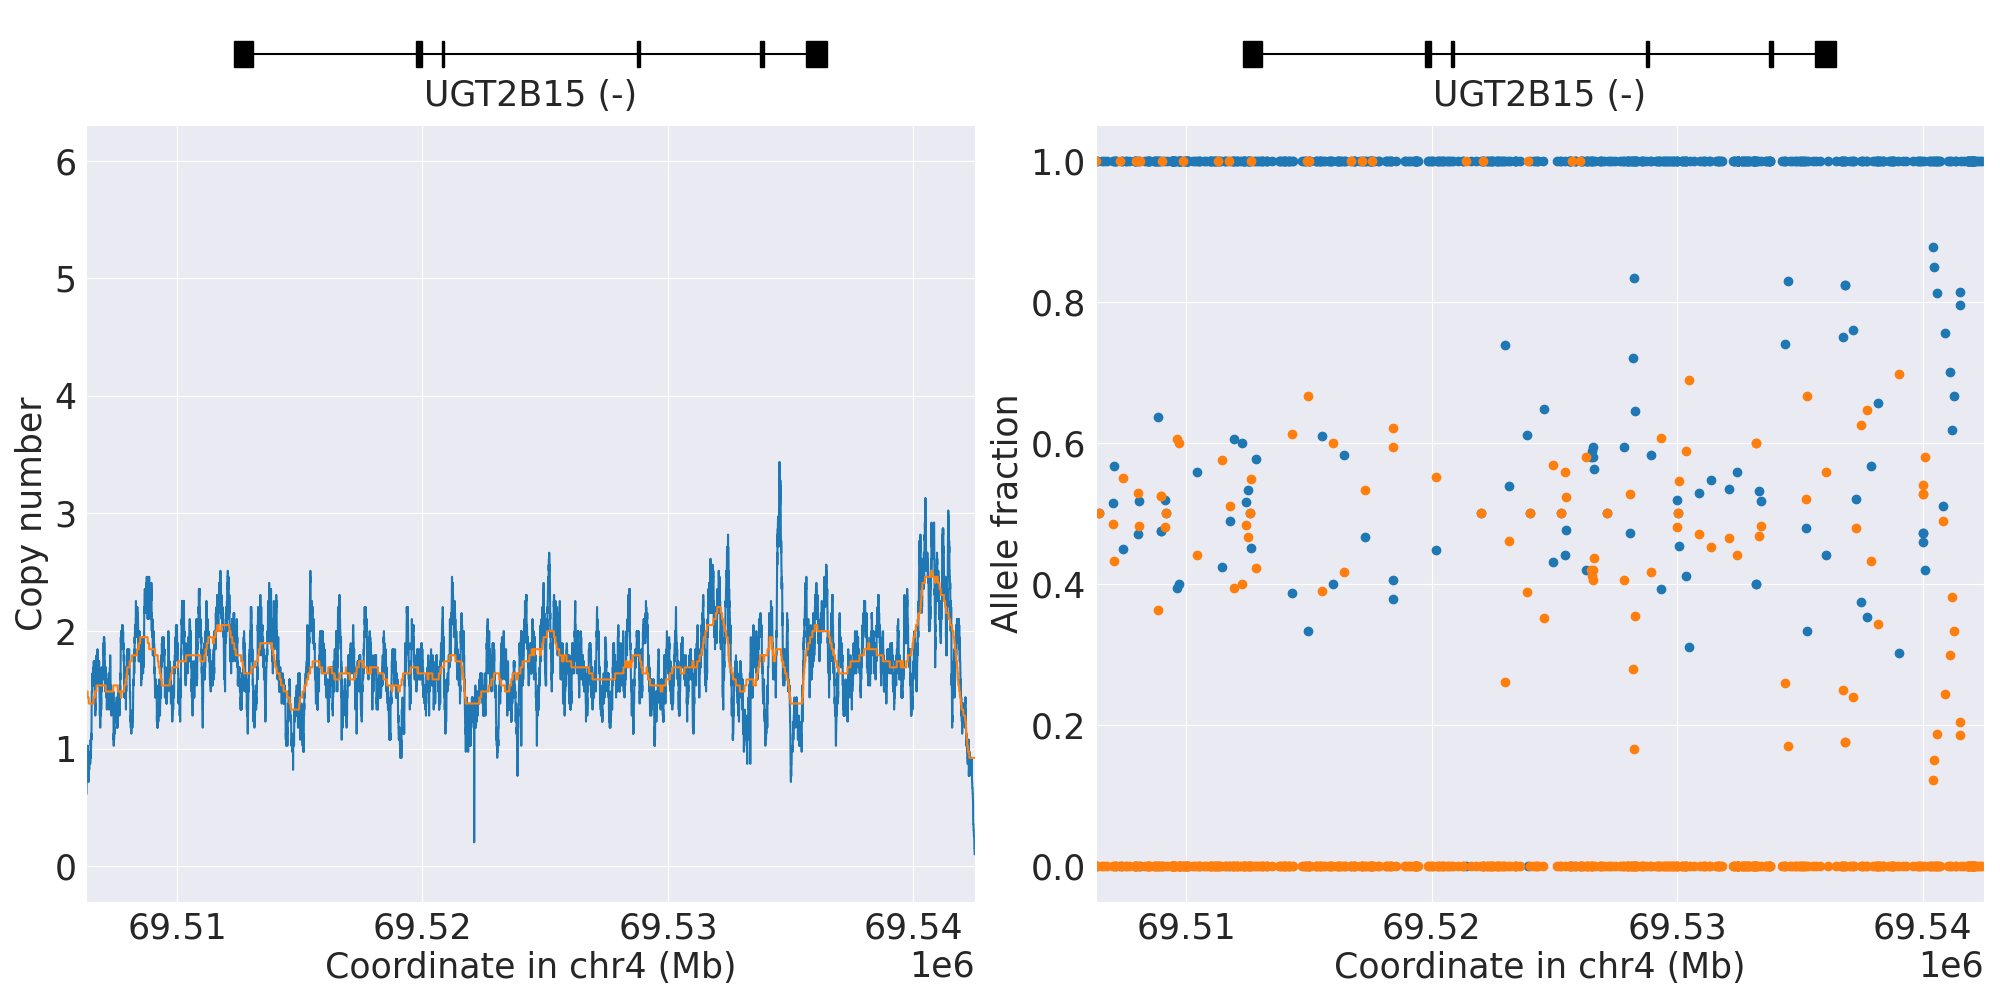 UGT2B15 (-)
6
5
4
3
2
1
0
Copy number
69.51 69.52 69.53 69.54
Coordinate in chr4 (Mb) 1e6
UGT2B15 (-)
1.0
0.8
0.6
0.4
0.2
0.0
Allele fraction
69.51 69.52 69.53 69.54
Coordinate in chr4 (Mb) 1e6